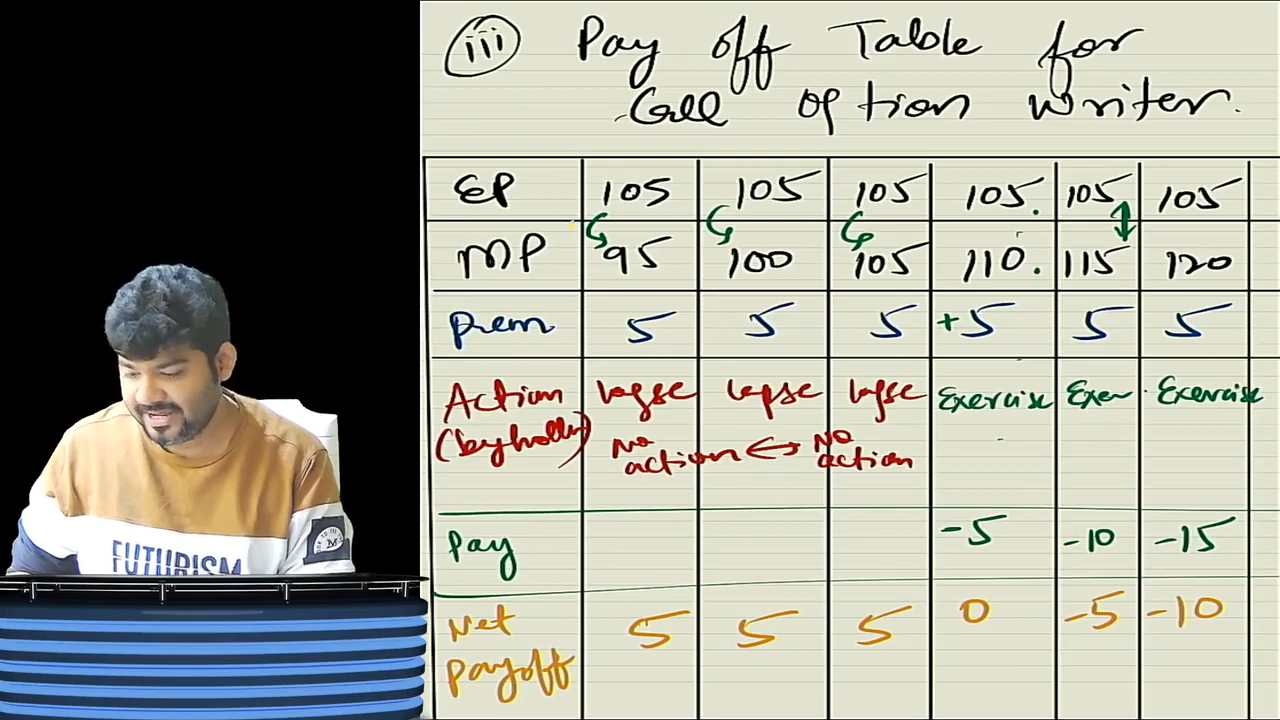 iii Pay off Table for
Call option writer.
EP 105 105 105 105. 105 105
MP 95 100 105 110. 115 120
Prem 5 5 5 +5 5 5
Action lapse lapse lapse Exercise Exer. Exercise
(by holder) No action ↔ No action
Pay -5 -10 -15
Net Payoff 5 5 5 0 -5 -10
FUTURISM